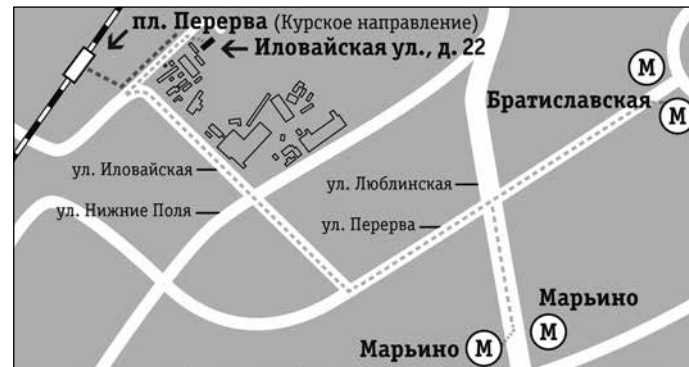 пл. Перерва (Курское направление)
Иловайская ул., д. 22
М
Братиславская
М
ул. Иловайская
ул. Люблинская
ул. Нижние Поля
ул. Перерва
Марьино
М
Марьино М